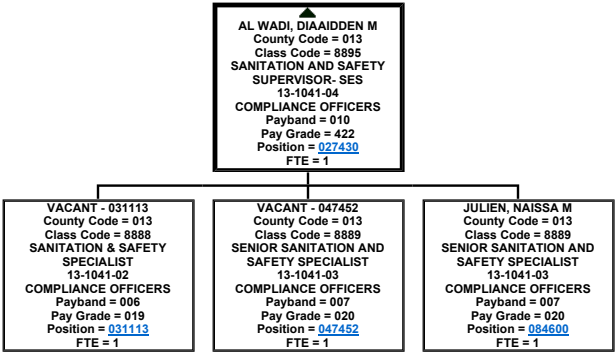 AL WADI, DIAAIDDEN M
County Code = 013
Class Code = 8895
SANITATION AND SAFETY
SUPERVISOR- SES
13-1041-04
COMPLIANCE OFFICERS
Payband = 010
Pay Grade = 422
Position = 027430
FTE = 1
VACANT - 031113
County Code = 013
Class Code = 8888
SANITATION & SAFETY
SPECIALIST
13-1041-02
COMPLIANCE OFFICERS
Payband = 006
Pay Grade = 019
Position = 031113
FTE = 1
VACANT - 047452
County Code = 013
Class Code = 8889
SENIOR SANITATION AND
SAFETY SPECIALIST
13-1041-03
COMPLIANCE OFFICERS
Payband = 007
Pay Grade = 020
Position = 047452
FTE = 1
JULIEN, NAISSA M
County Code = 013
Class Code = 8889
SENIOR SANITATION AND
SAFETY SPECIALIST
13-1041-03
COMPLIANCE OFFICERS
Payband = 007
Pay Grade = 020
Position = 084600
FTE = 1